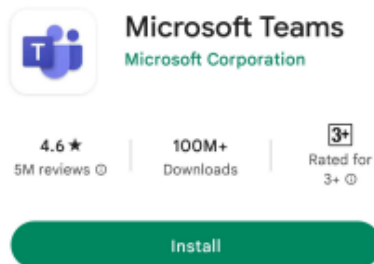 T
Microsoft Teams
Microsoft Corporation
4.6★
5M reviews ⓘ
100M+
Downloads
3+
Rated for
3+ ⓘ
Install